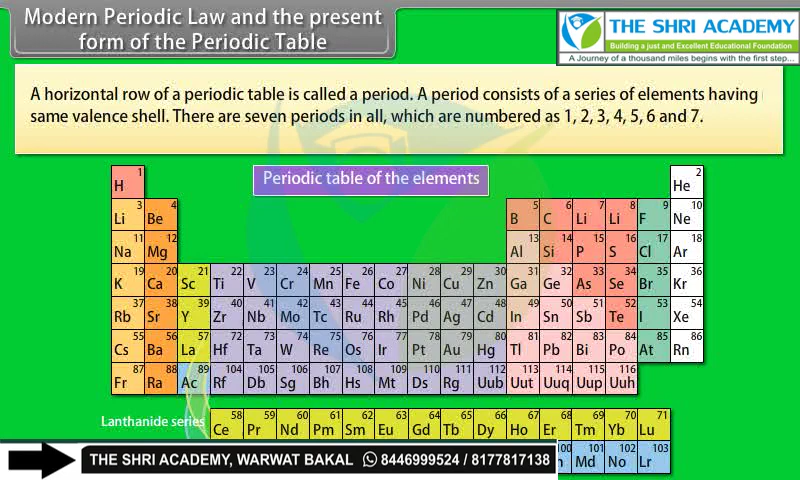 Modern Periodic Law and the present
form of the Periodic Table
THE SHRI ACADEMY
Building a just and Excellent Educational Foundation
A Journey of a thousand miles begins with the first step...
A horizontal row of a periodic table is called a period. A period consists of a series of elements having
same valence shell. There are seven periods in all, which are numbered as 1, 2, 3, 4, 5, 6 and 7.
Periodic table of the elements
1 H 2 He
3 Li 4 Be 5 B 6 C 7 Li 8 Li 9 F 10 Ne
11 Na 12 Mg 13 Al 14 Si 15 P 16 S 17 Cl 18 Ar
19 K 20 Ca 21 Sc 22 Ti 23 V 24 Cr 25 Mn 26 Fe 27 Co 28 Ni 29 Cu 30 Zn 31 Ga 32 Ge 33 As 34 Se 35 Br 36 Kr
37 Rb 38 Sr 39 Y 40 Zr 41 Nb 42 Mo 43 Tc 44 Ru 45 Rh 46 Pd 47 Ag 48 Cd 49 In 50 Sn 51 Sb 52 Te 53 I 54 Xe
55 Cs 56 Ba 57 La 72 Hf 73 Ta 74 W 75 Re 76 Os 77 Ir 78 Pt 79 Au 80 Hg 81 Tl 82 Pb 83 Bi 84 Po 85 At 86 Rn
87 Fr 88 Ra 89 Ac 104 Rf 105 Db 106 Sg 107 Bh 108 Hs 109 Mt 110 Ds 111 Rg 112 Uub 113 Uut 114 Uuq 115 Uup 116 Uuh
Lanthanide series 58 Ce 59 Pr 60 Nd 61 Pm 62 Sm 63 Eu 64 Gd 65 Tb 66 Dy 67 Ho 68 Er 69 Tm 70 Yb 71 Lu
101 Md 102 No 103 Lr
THE SHRI ACADEMY, WARWAT BAKAL 8446999524 / 8177817138